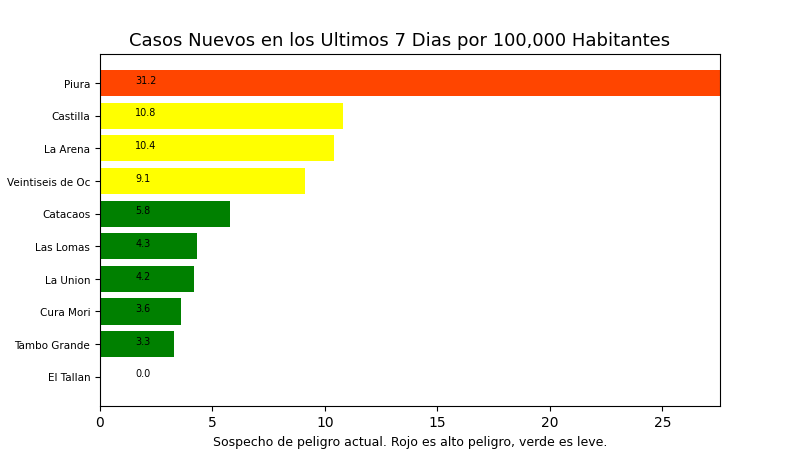 Casos Nuevos en los Ultimos 7 Dias por 100,000 Habitantes
Piura 31.2
Castilla 10.8
La Arena 10.4
Veintiseis de Oc 9.1
Catacaos 5.8
Las Lomas 4.3
La Union 4.2
Cura Mori 3.6
Tambo Grande 3.3
El Tallan 0.0
0 5 10 15 20 25
Sospecho de peligro actual. Rojo es alto peligro, verde es leve.